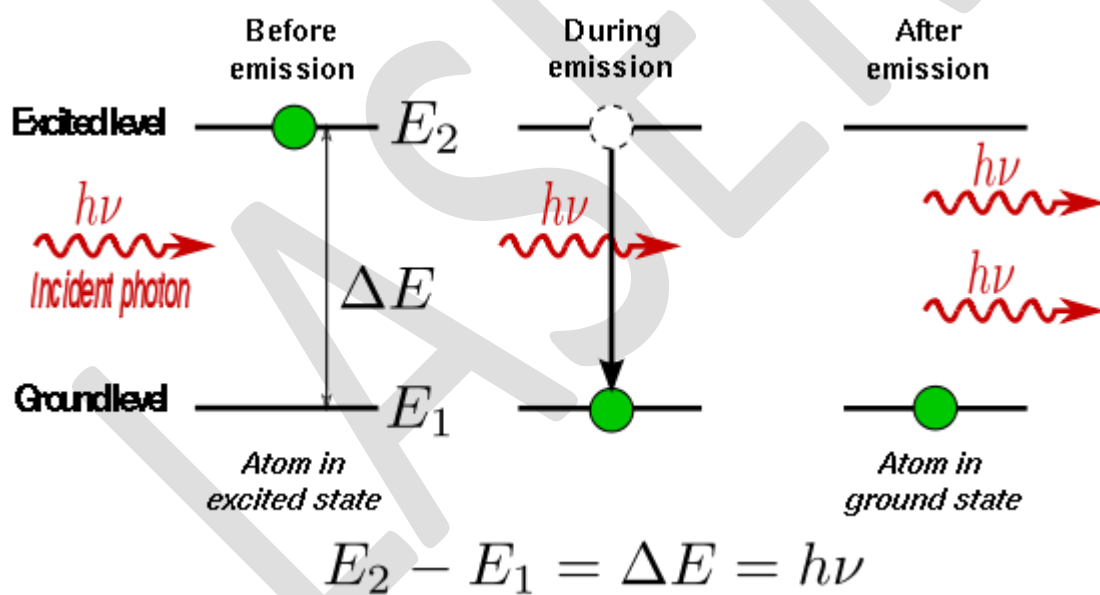 Before
emission
During
emission
After
emission
Excited level
E₂
hν
Incident photon
ΔE
hν
hν
hν
Ground level
E₁
Atom in
excited state
Atom in
ground state
E₂ − E₁ = ΔE = hν
LASER